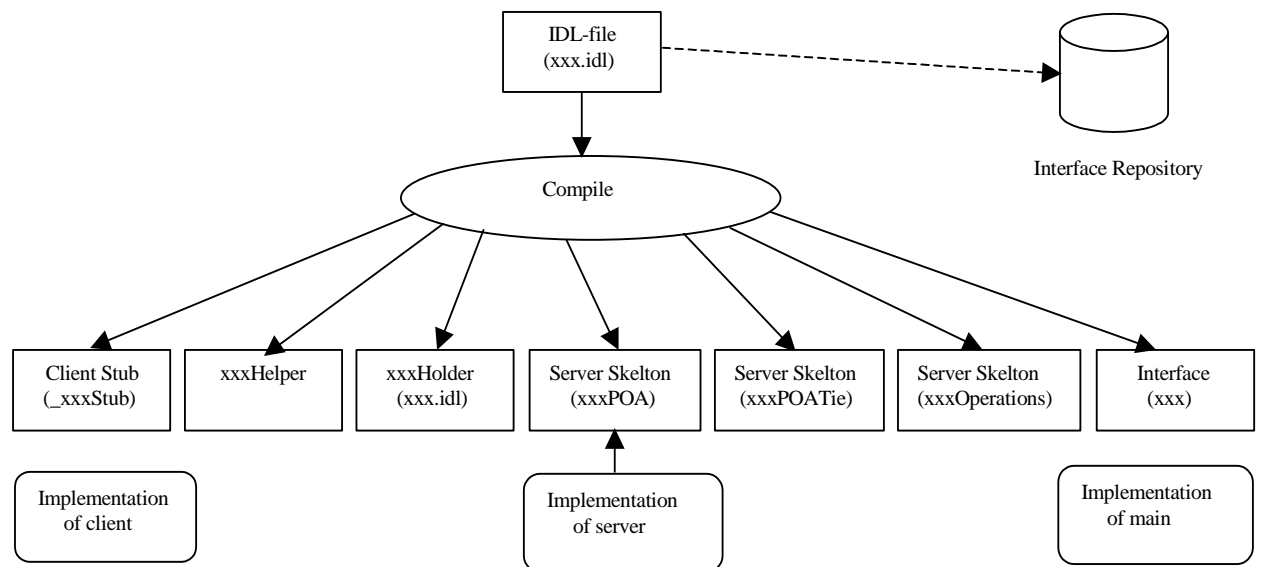 IDL-file
(xxx.idl)
Interface Repository
Compile
Client Stub
(_xxxStub)
xxxHelper
xxxHolder
(xxx.idl)
Server Skelton
(xxxPOA)
Server Skelton
(xxxPOATie)
Server Skelton
(xxxOperations)
Interface
(xxx)
Implementation
of client
Implementation
of server
Implementation
of main